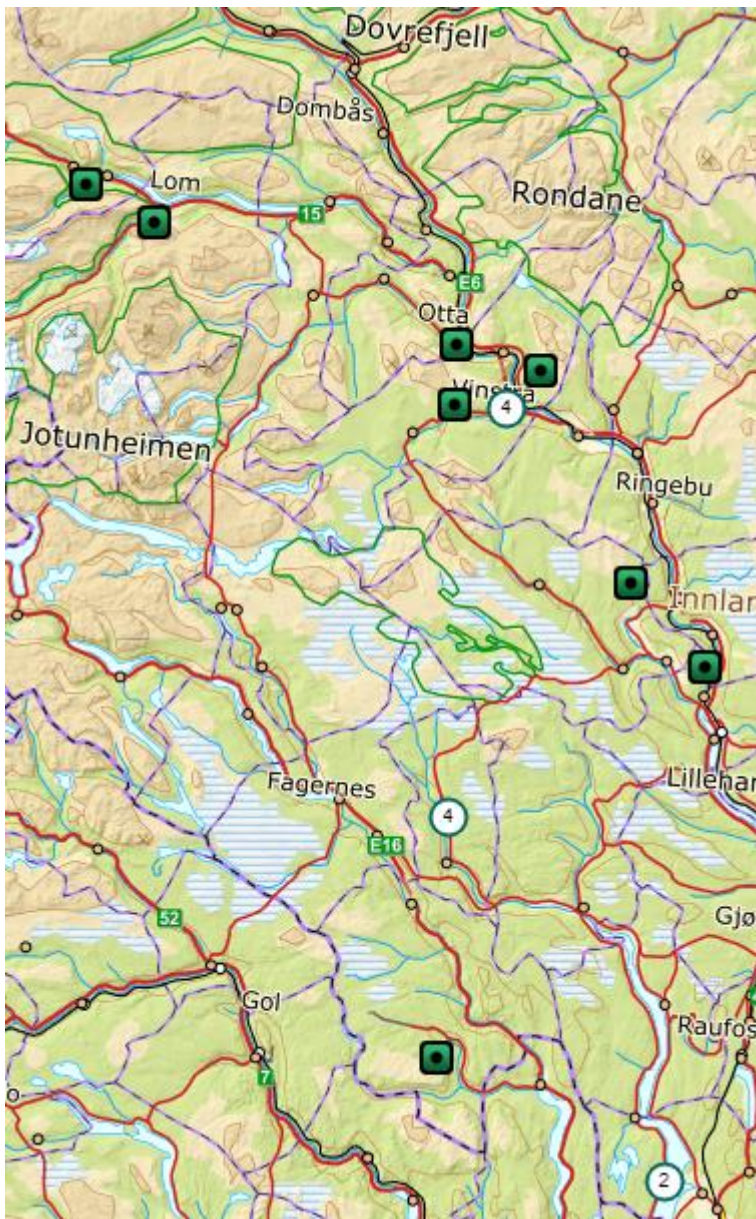 Dovrefjell
Dombås
Lom
Rondane
15
E6
Otta
Vinstra
4
Jotunheimen
Ringebu
Innlan
Lillehan
Fagernes
4
E16
52
Gjø
Gol
Raufos
7
o
2